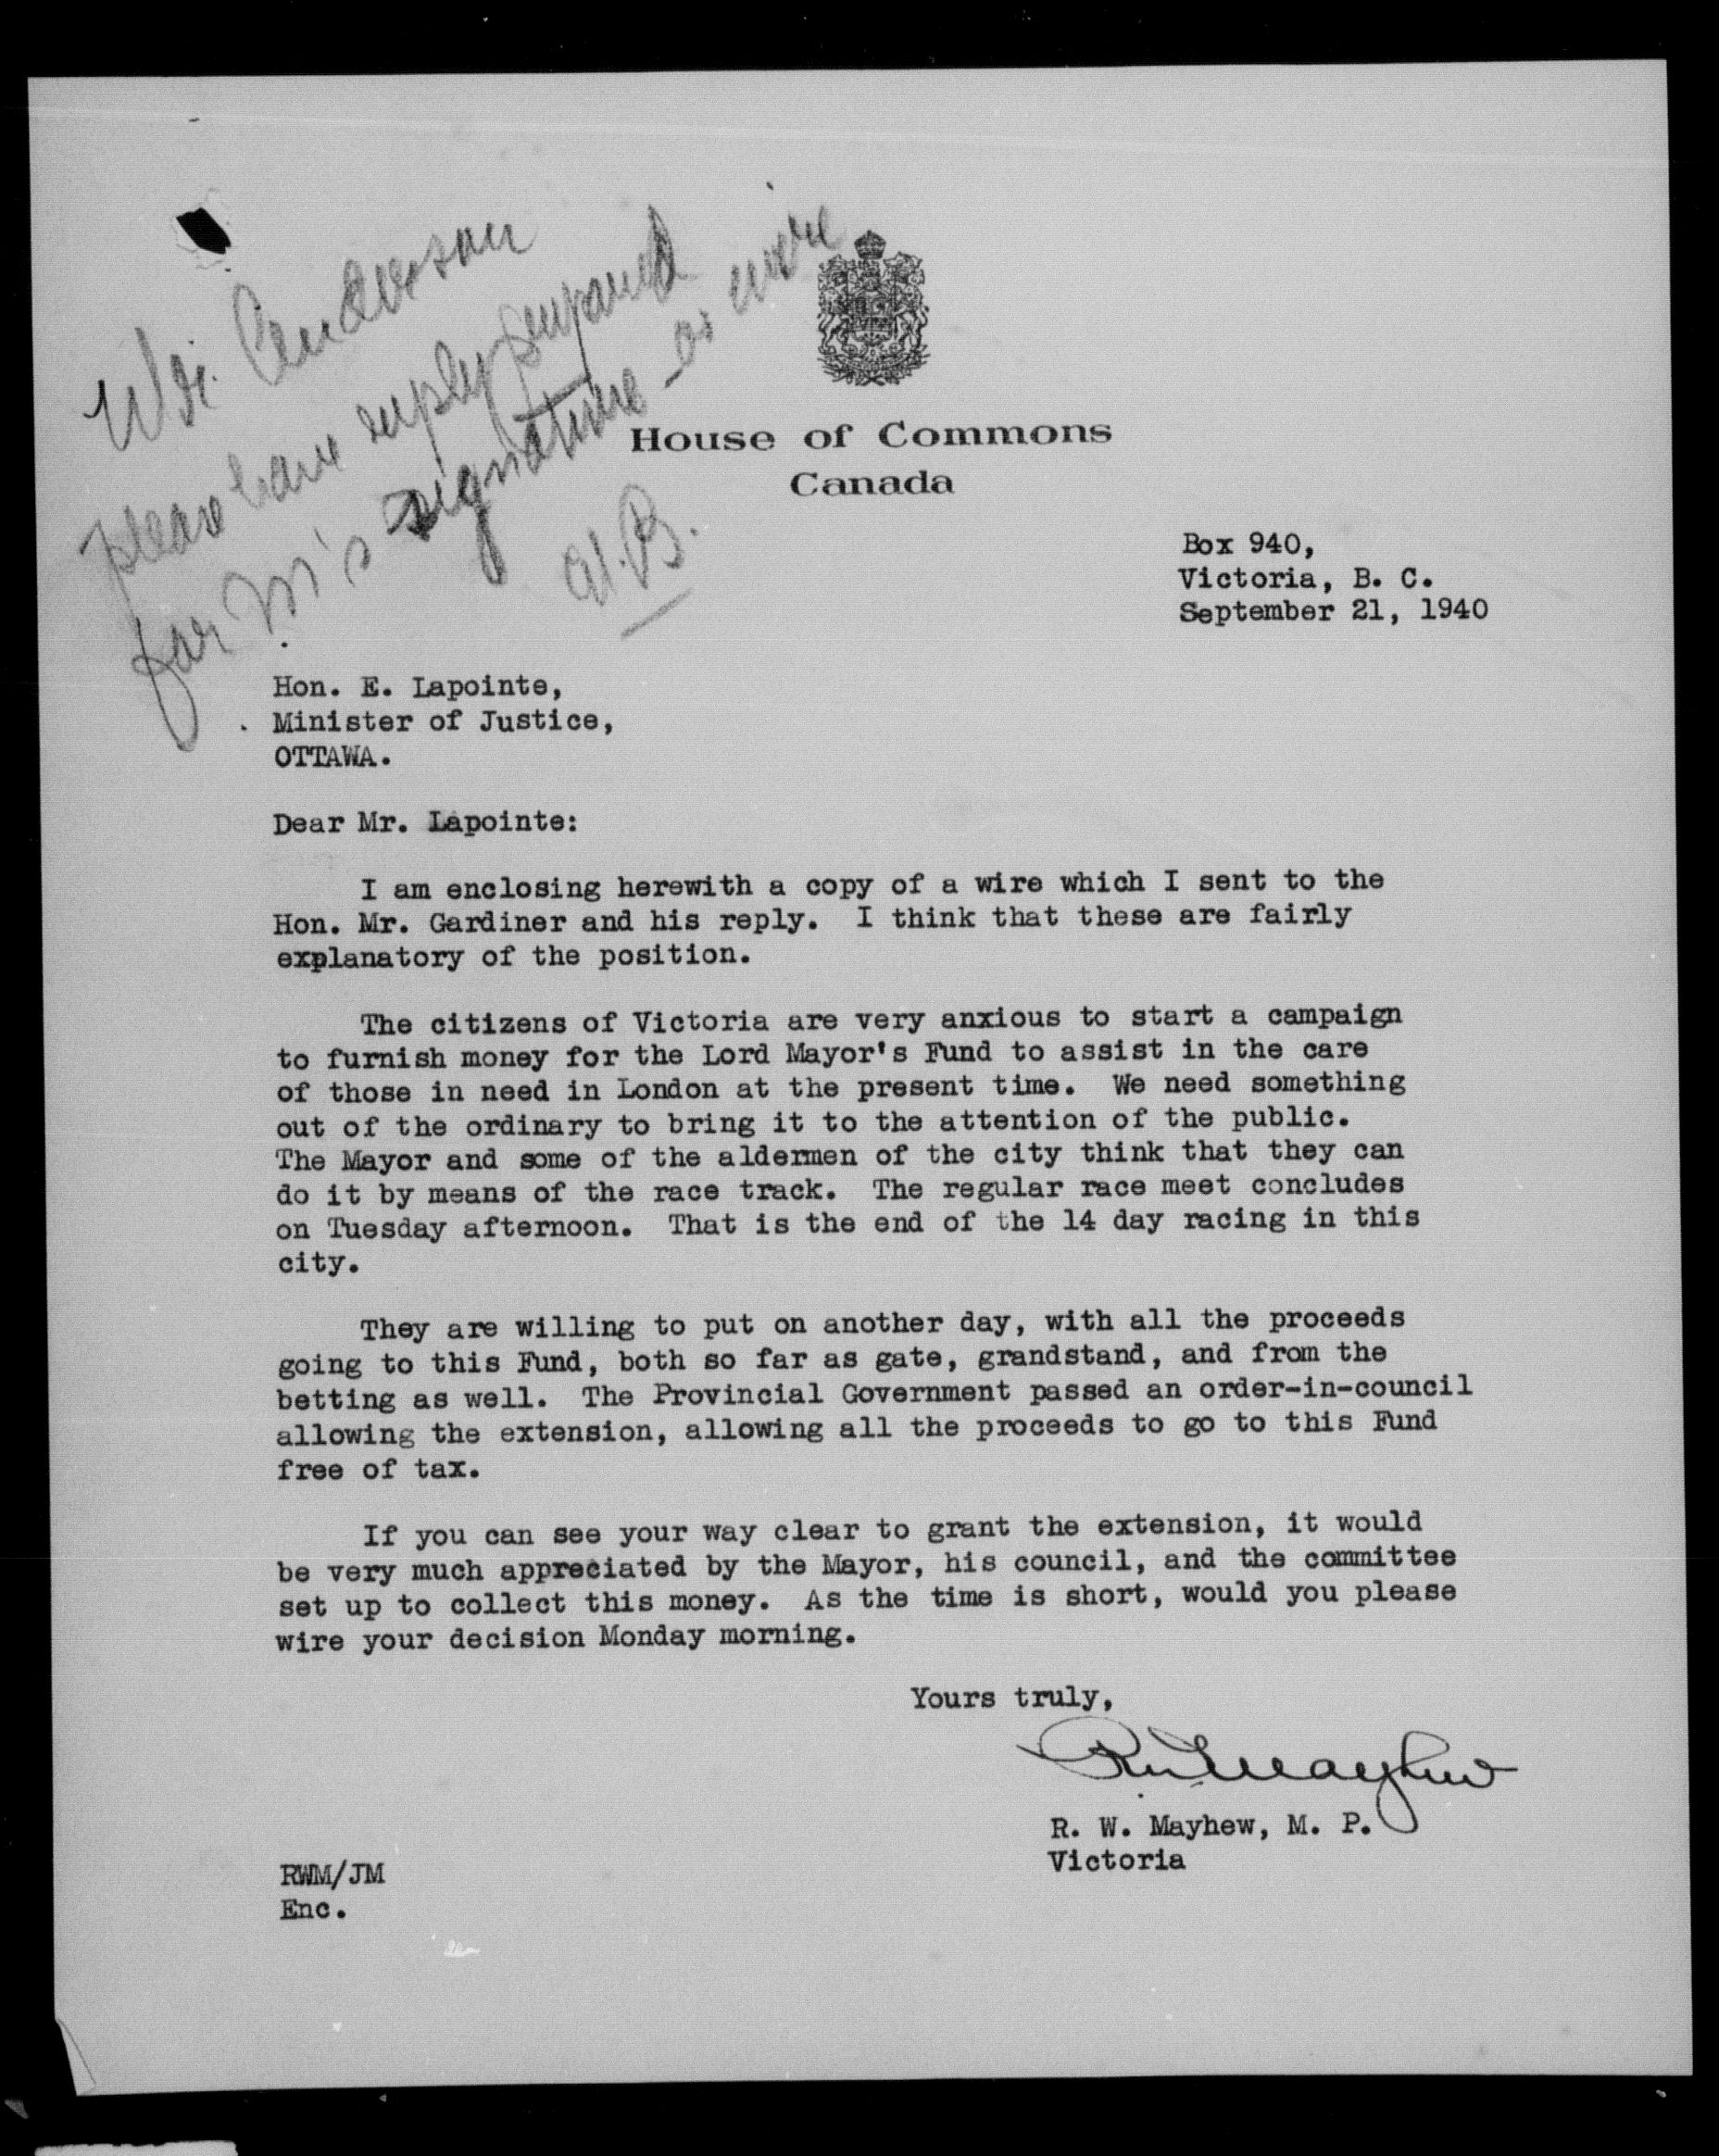 Mr. Anderson
please have reply prepared
for M's signature - or wire
House of Commons
Canada
Box 940,
Victoria, B. C.
September 21, 1940
Hon. E. Lapointe,
Minister of Justice,
OTTAWA.
Dear Mr. Lapointe:
I am enclosing herewith a copy of a wire which I sent to the
Hon. Mr. Gardiner and his reply. I think that these are fairly
explanatory of the position.
The citizens of Victoria are very anxious to start a campaign
to furnish money for the Lord Mayor's Fund to assist in the care
of those in need in London at the present time. We need something
out of the ordinary to bring it to the attention of the public.
The Mayor and some of the aldermen of the city think that they can
do it by means of the race track. The regular race meet concludes
on Tuesday afternoon. That is the end of the 14 day racing in this
city.
They are willing to put on another day, with all the proceeds
going to this Fund, both so far as gate, grandstand, and from the
betting as well. The Provincial Government passed an order-in-council
allowing the extension, allowing all the proceeds to go to this Fund
free of tax.
If you can see your way clear to grant the extension, it would
be very much appreciated by the Mayor, his council, and the committee
set up to collect this money. As the time is short, would you please
wire your decision Monday morning.
Yours truly,
R. W. Mayhew
R. W. Mayhew, M. P.
Victoria
RWM/JM
Enc.